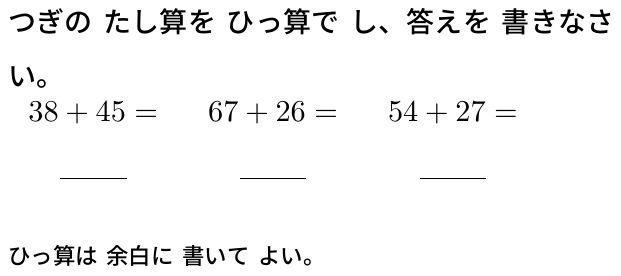 つぎの たし算を ひっ算で し、答えを 書きなさ
い。
38 + 45 = 67 + 26 = 54 + 27 =
ひっ算は 余白に 書いて よい。